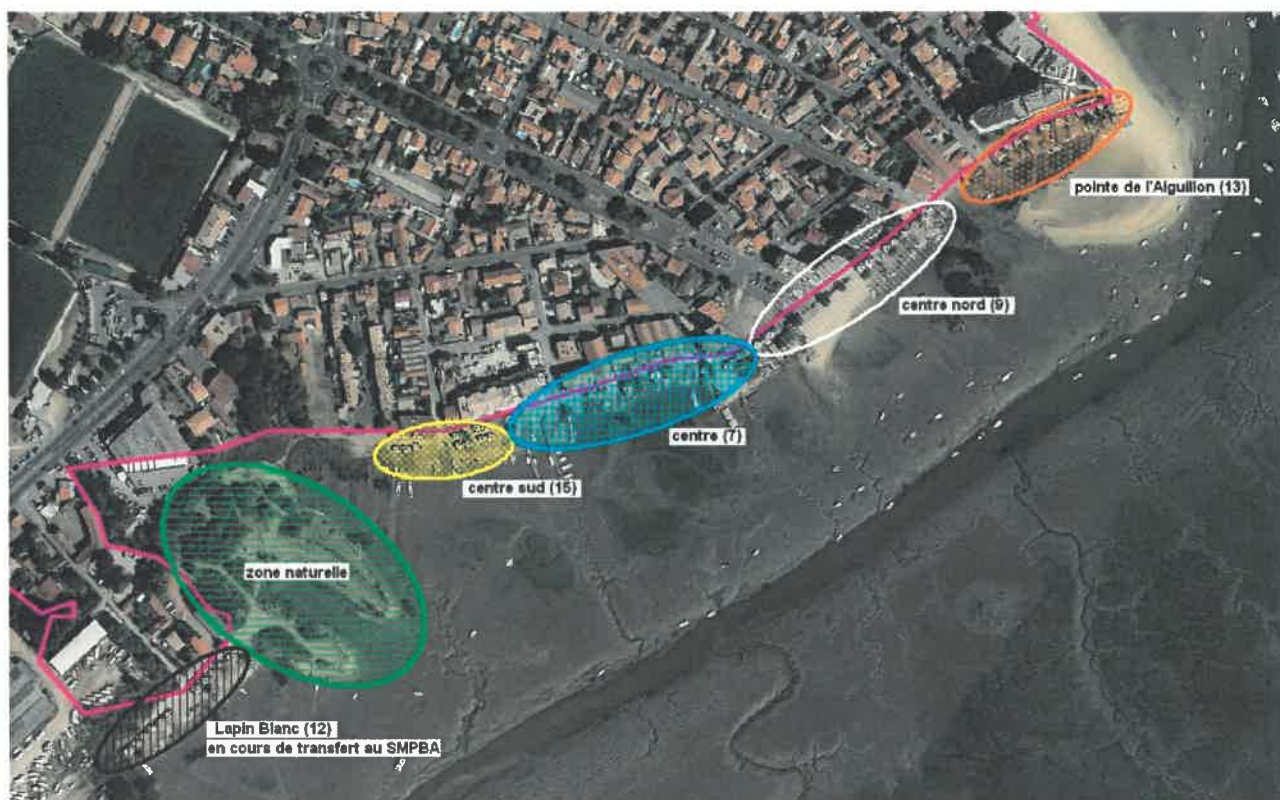 pointe de l'Aiguillon (13)
centre nord (9)
centre (7)
centre sud (15)
zone naturelle
Lapin Blanc (12)
en cours de transfert au SMPBA